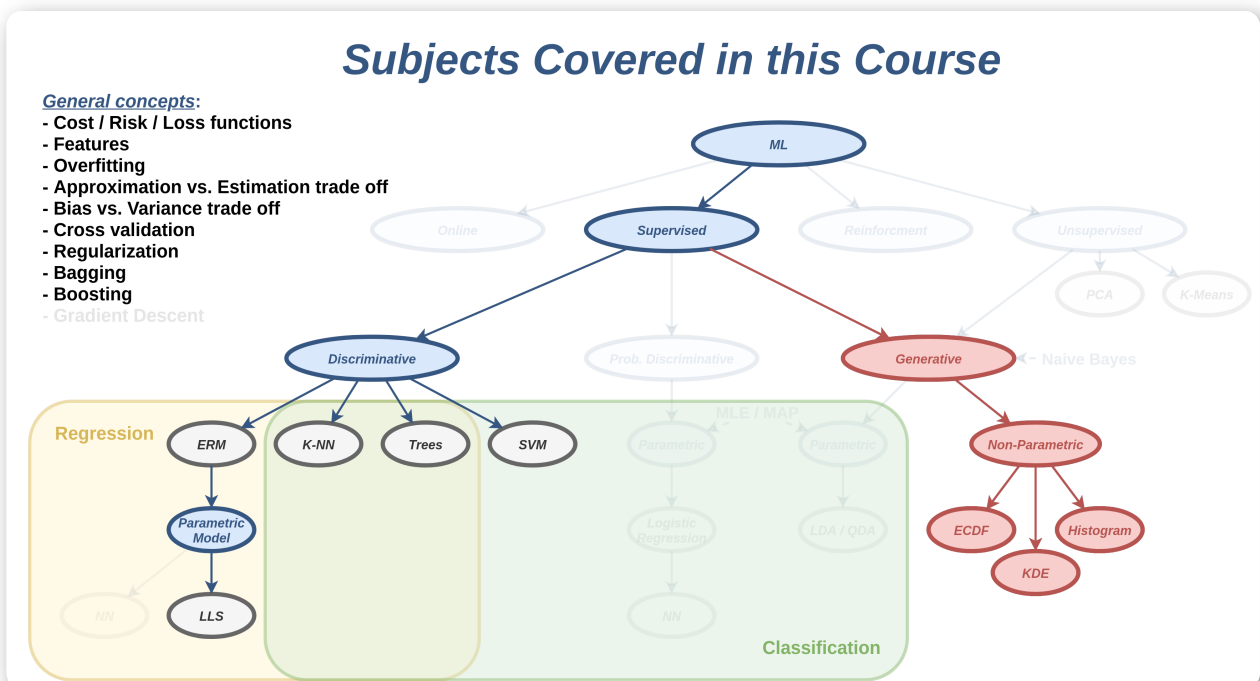 Subjects Covered in this Course
General concepts:
- Cost / Risk / Loss functions
- Features
- Overfitting
- Approximation vs. Estimation trade off
- Bias vs. Variance trade off
- Cross validation
- Regularization
- Bagging
- Boosting
- Gradient Descent
ML
Online
Supervised
Reinforcment
Unsupervised
PCA
K-Means
Discriminative
Prob. Discriminative
Generative
Naive Bayes
MLE / MAP
Regression
ERM
K-NN
Trees
SVM
Parametric
Parametric
Non-Parametric
Parametric
Model
Logistic
Regression
LDA / QDA
ECDF
Histogram
KDE
NN
LLS
NN
Classification